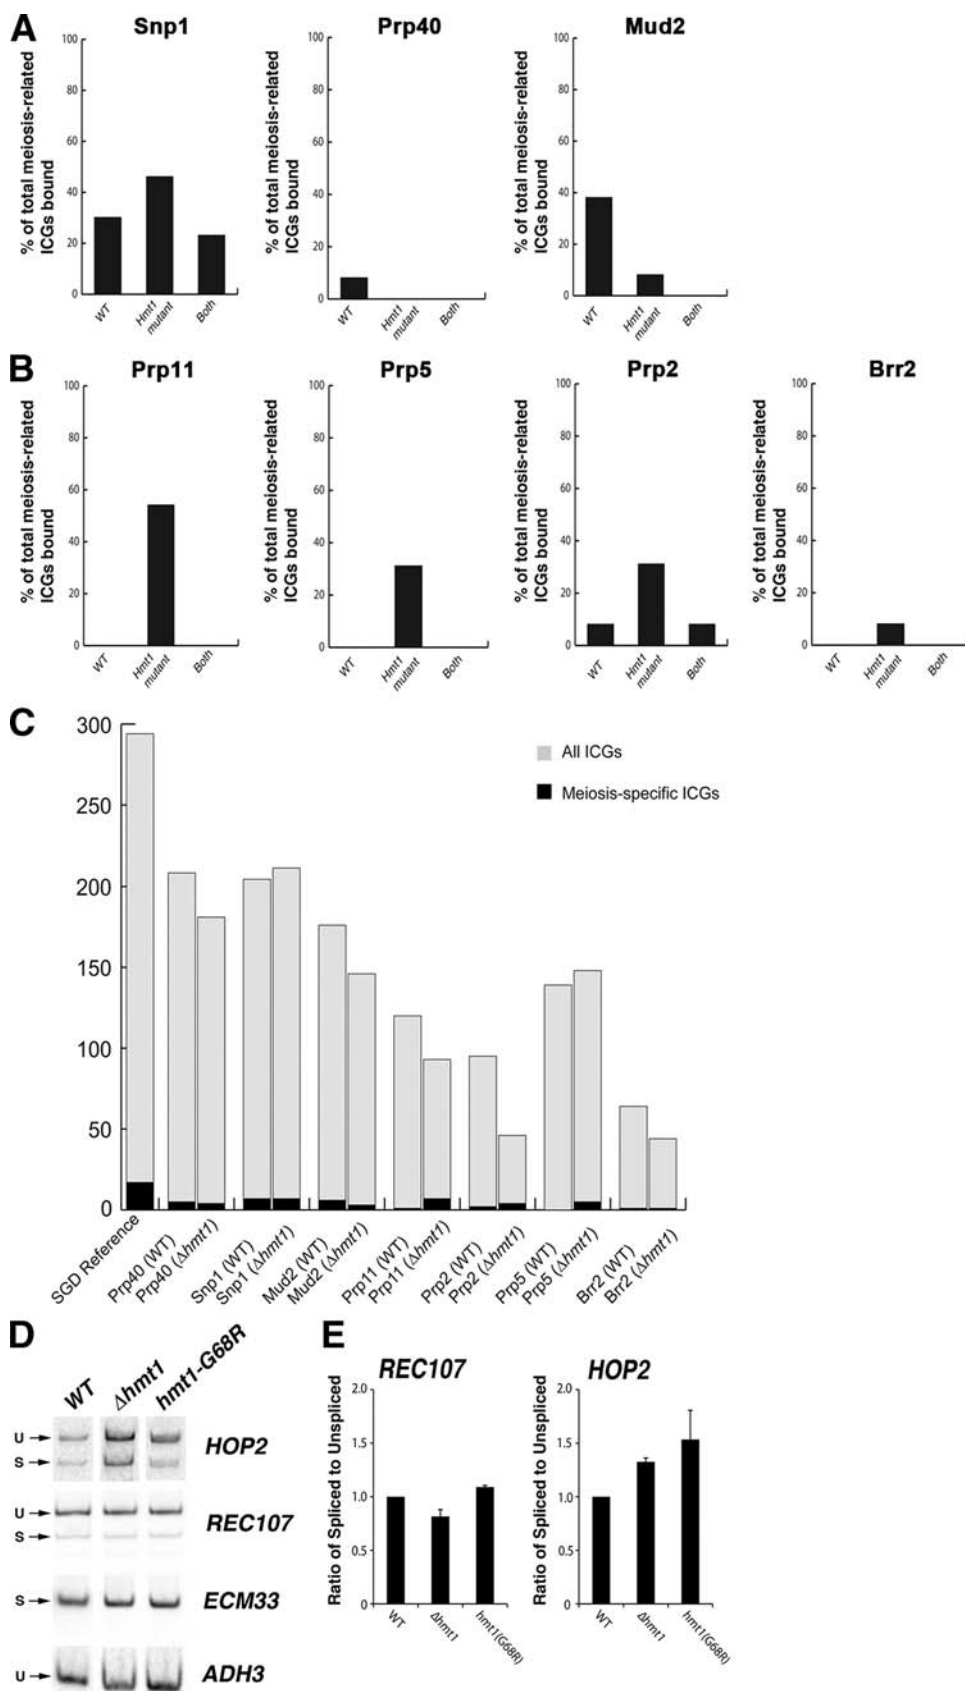 A
Snp1
Prp40
Mud2
% of total meiosis-related
ICGs bound
100
80
60
40
20
0
WT
Hmt1
mutant
Both
% of total meiosis-related
ICGs bound
100
80
60
40
20
0
WT
Hmt1
mutant
Both
% of total meiosis-related
ICGs bound
100
80
60
40
20
0
WT
Hmt1
mutant
Both
B
Prp11
Prp5
Prp2
Brr2
% of total meiosis-related
ICGs bound
100
80
60
40
20
0
WT
Hmt1
mutant
Both
% of total meiosis-related
ICGs bound
100
80
60
40
20
0
WT
Hmt1
mutant
Both
% of total meiosis-related
ICGs bound
100
80
60
40
20
0
WT
Hmt1
mutant
Both
% of total meiosis-related
ICGs bound
100
80
60
40
20
0
WT
Hmt1
mutant
Both
C
300
250
200
150
100
50
0
All ICGs
Meiosis-specific ICGs
SGD Reference
Prp40 (WT)
Prp40 (Δhmt1)
Snp1 (WT)
Snp1 (Δhmt1)
Mud2 (WT)
Mud2 (Δhmt1)
Prp11 (WT)
Prp11 (Δhmt1)
Prp2 (WT)
Prp2 (Δhmt1)
Prp5 (WT)
Prp5 (Δhmt1)
Brr2 (WT)
Brr2 (Δhmt1)
D
WT
Δhmt1
hmt1-G68R
U
S
HOP2
U
S
REC107
S
ECM33
U
ADH3
E
REC107
Ratio of Spliced to Unspliced
2.0
1.5
1.0
0.5
0
WT
Δhmt1
hmt1(G68R)
HOP2
Ratio of Spliced to Unspliced
2.0
1.5
1.0
0.5
0
WT
Δhmt1
hmt1(G68R)